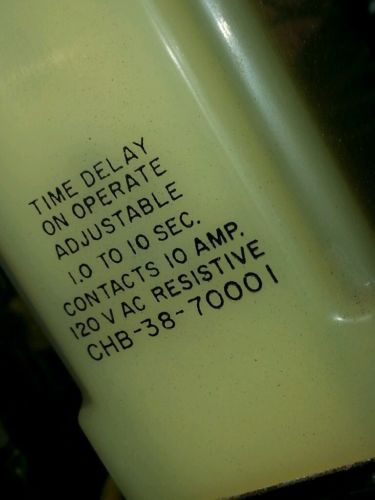 TIME DELAY
ON OPERATE
ADJUSTABLE
1.0 TO 10 SEC.
CONTACTS 10 AMP.
120 V AC RESISTIVE
CHB-38-70001